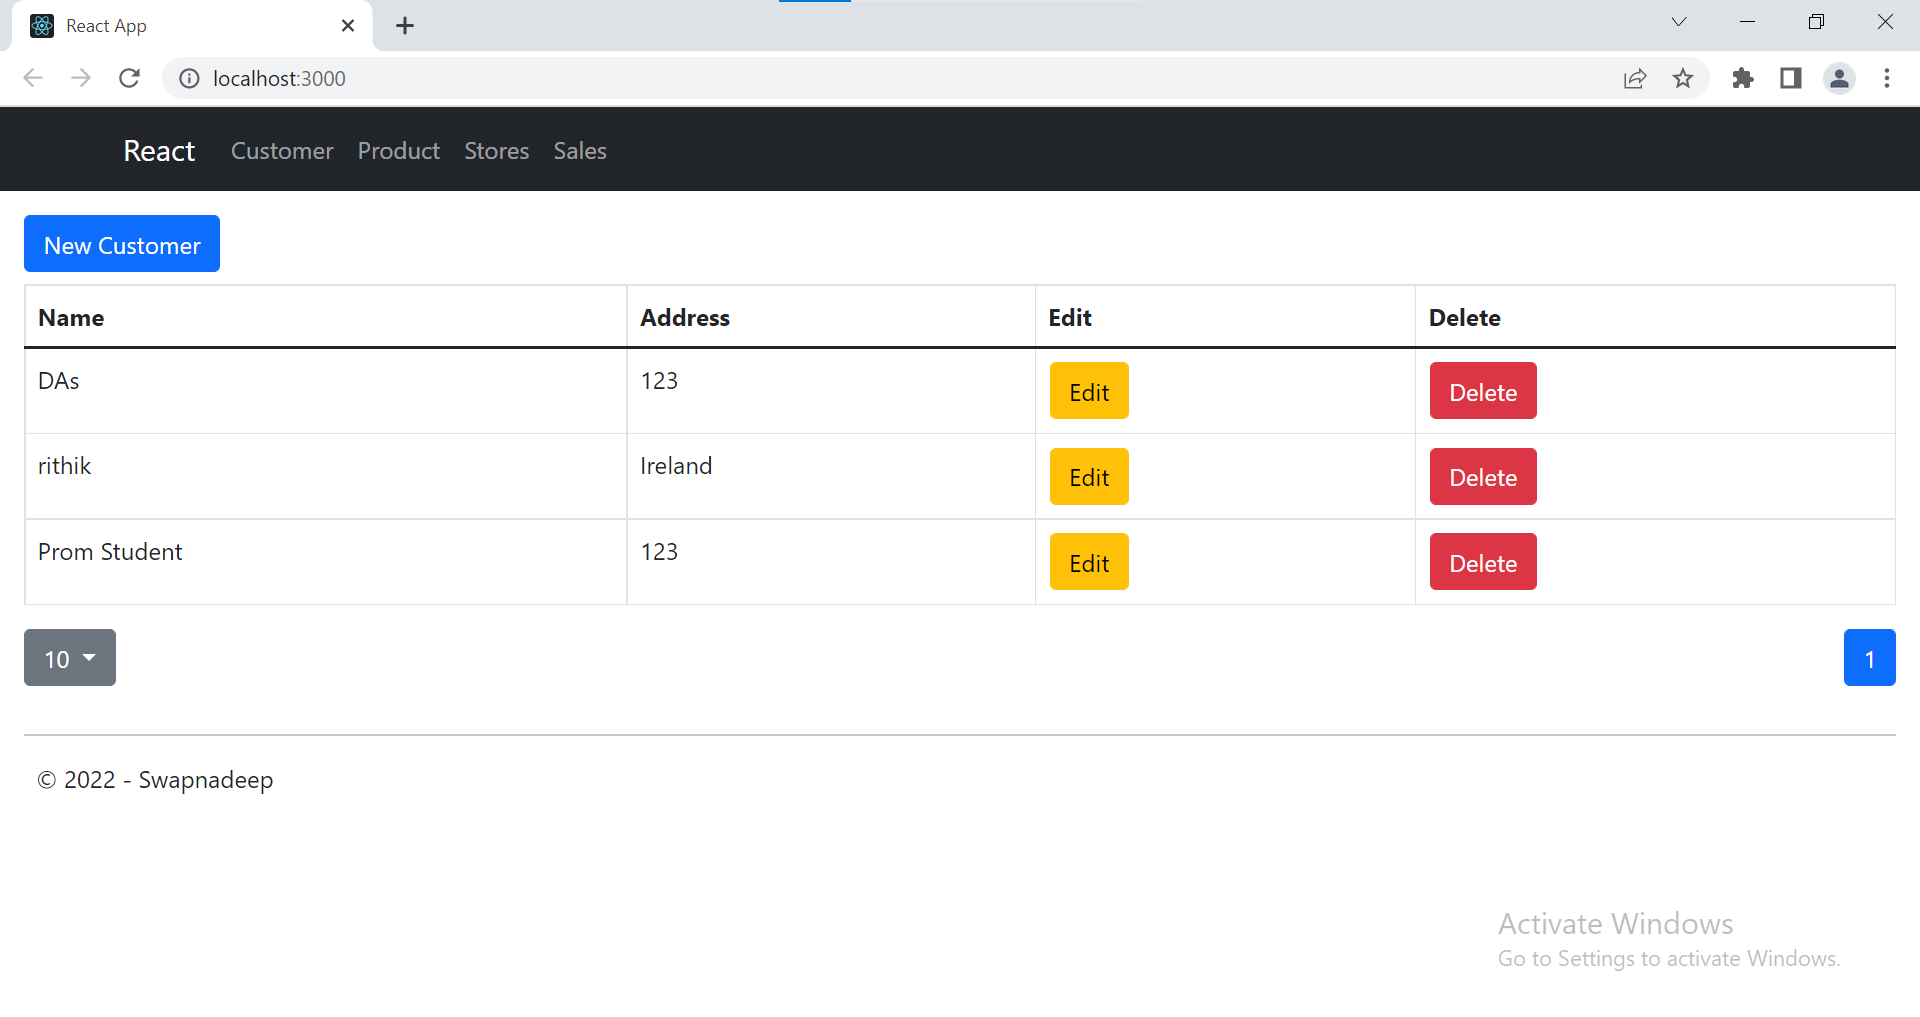 React App
localhost:3000
React Customer Product Stores Sales
New Customer
Name Address Edit Delete
DAs 123 Edit Delete
rithik Ireland Edit Delete
Prom Student 123 Edit Delete
10 1
© 2022 - Swapnadeep
Activate Windows
Go to Settings to activate Windows.